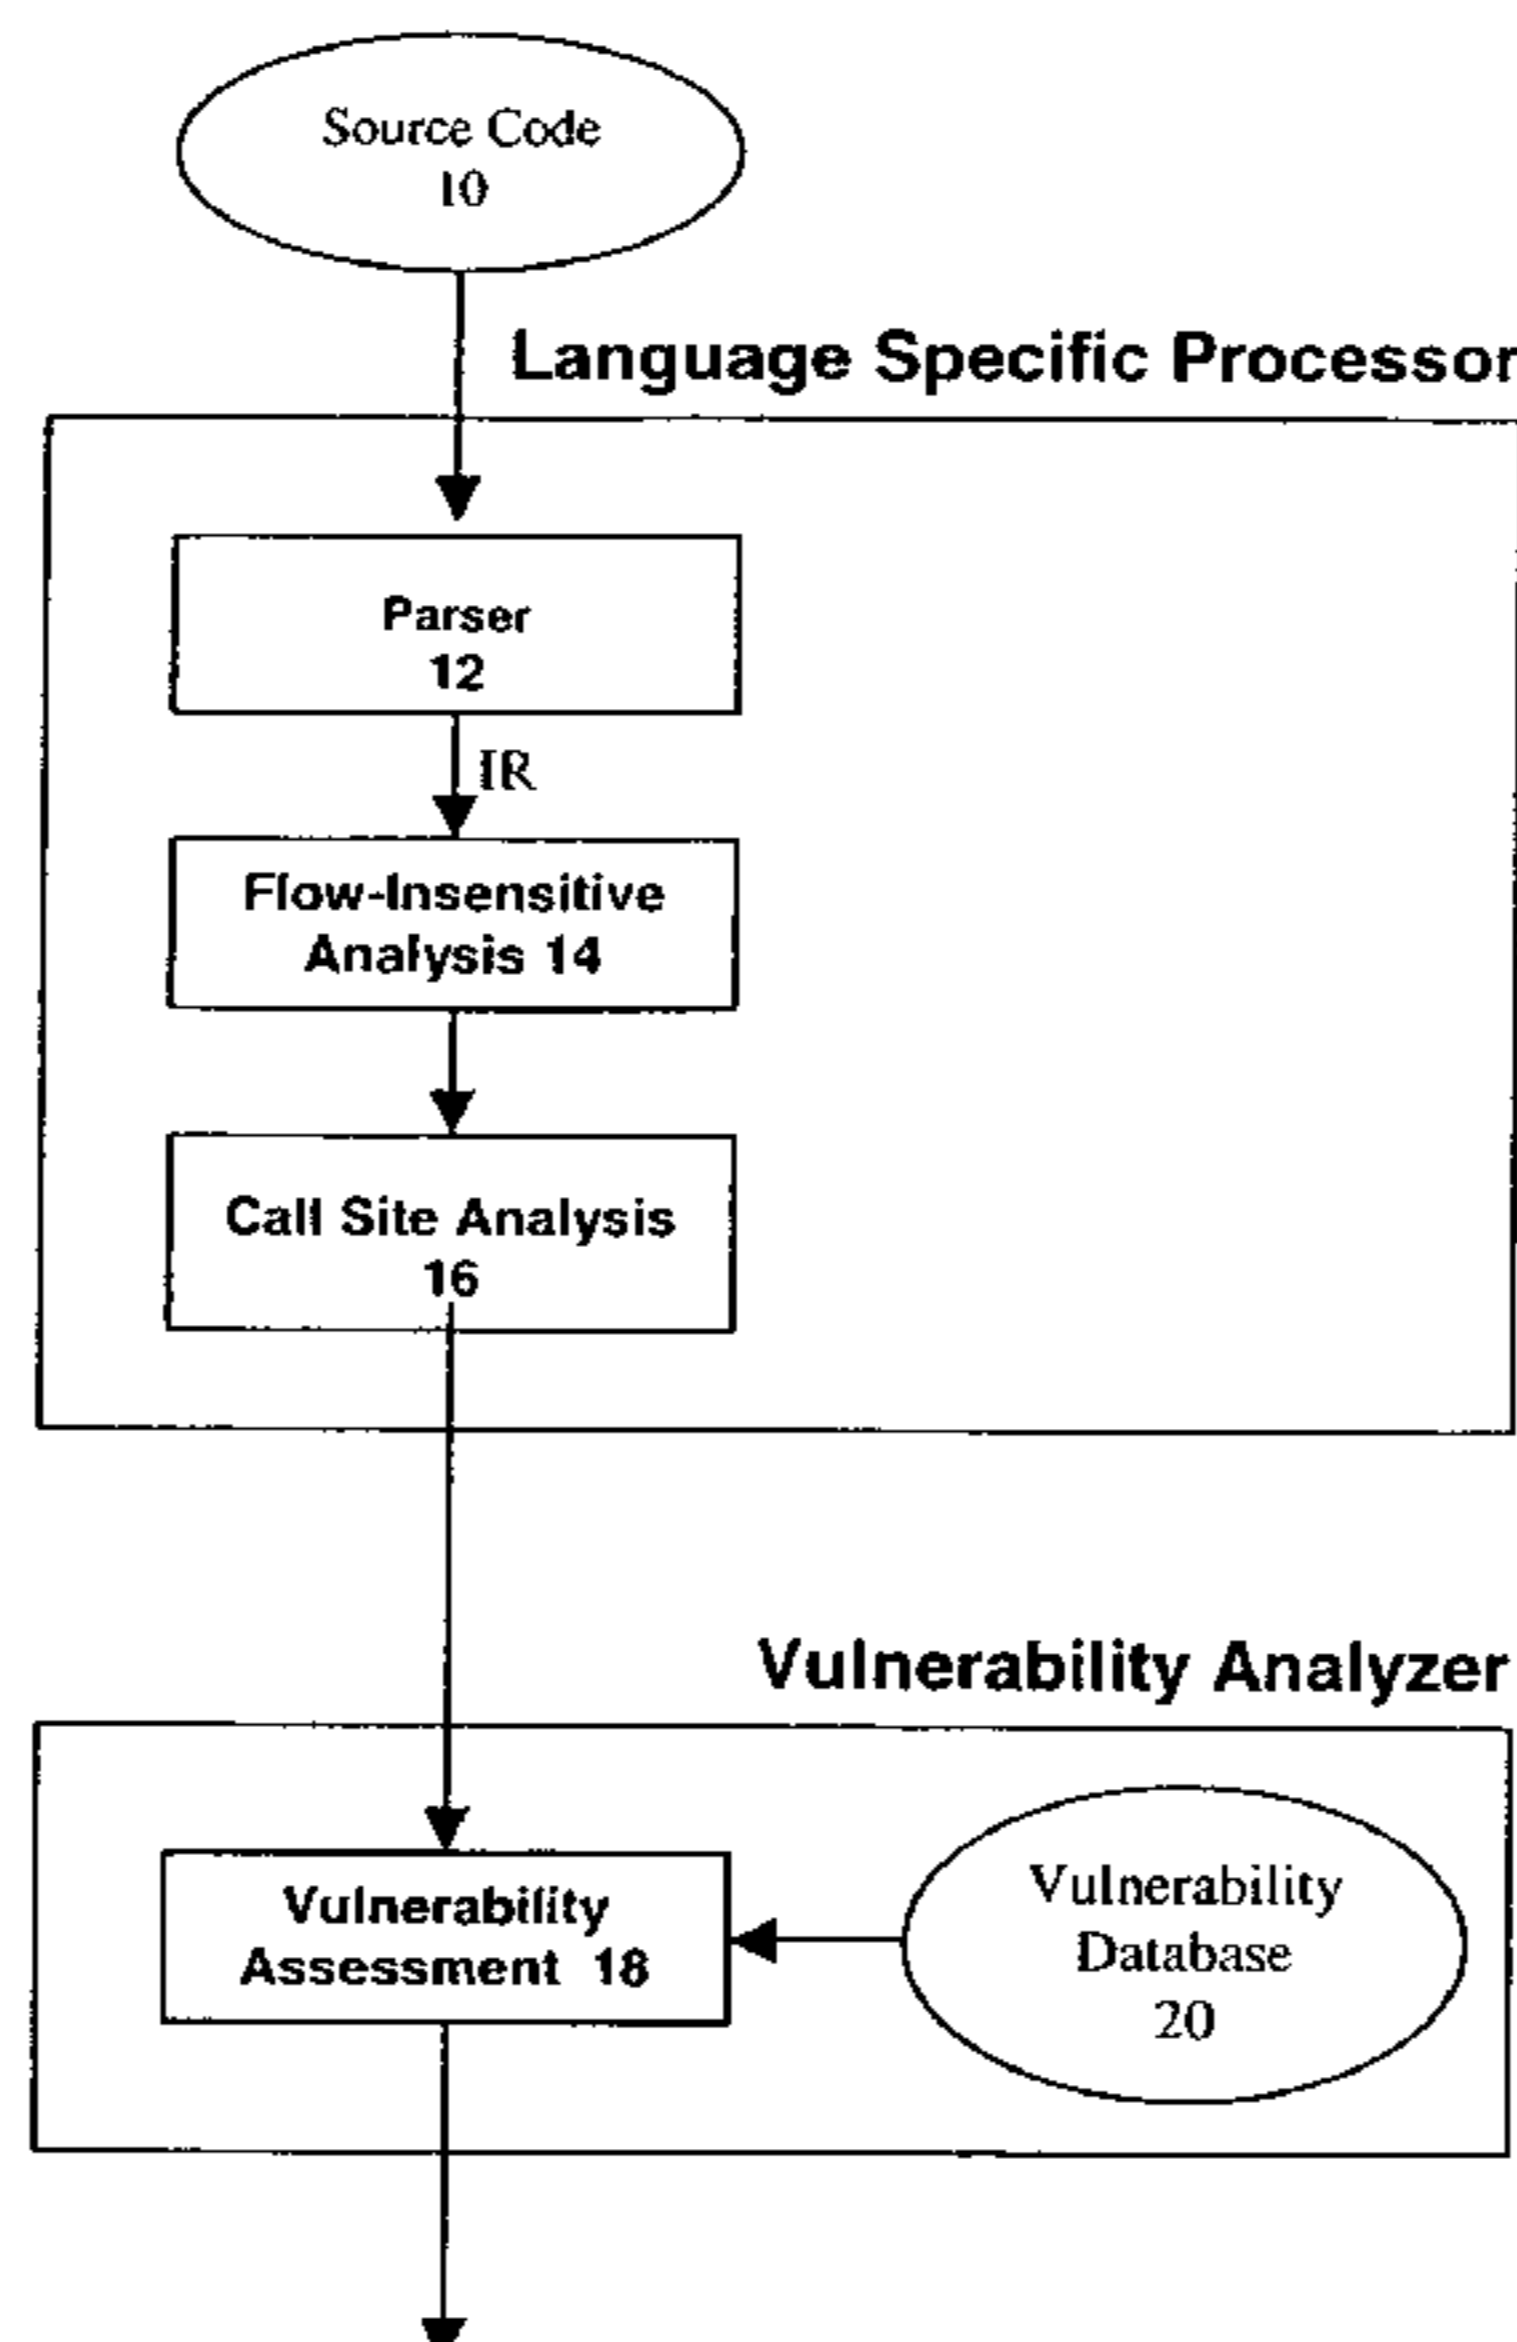 Source Code
10
Language Specific Processor
Parser
12
IR
Flow-Insensitive
Analysis 14
Call Site Analysis
16
Vulnerability Analyzer
Vulnerability
Assessment 18
Vulnerability
Database
20